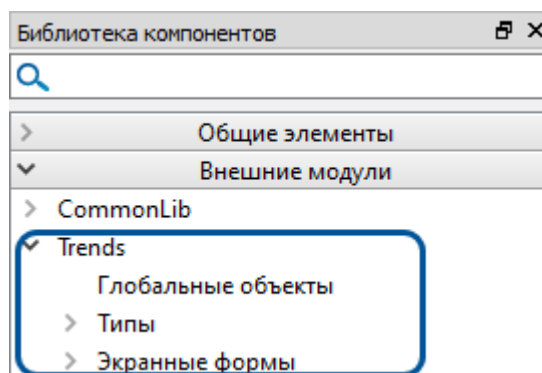 Библиотека компонентов
Общие элементы
Внешние модули
CommonLib
Trends
Глобальные объекты
Типы
Экранные формы